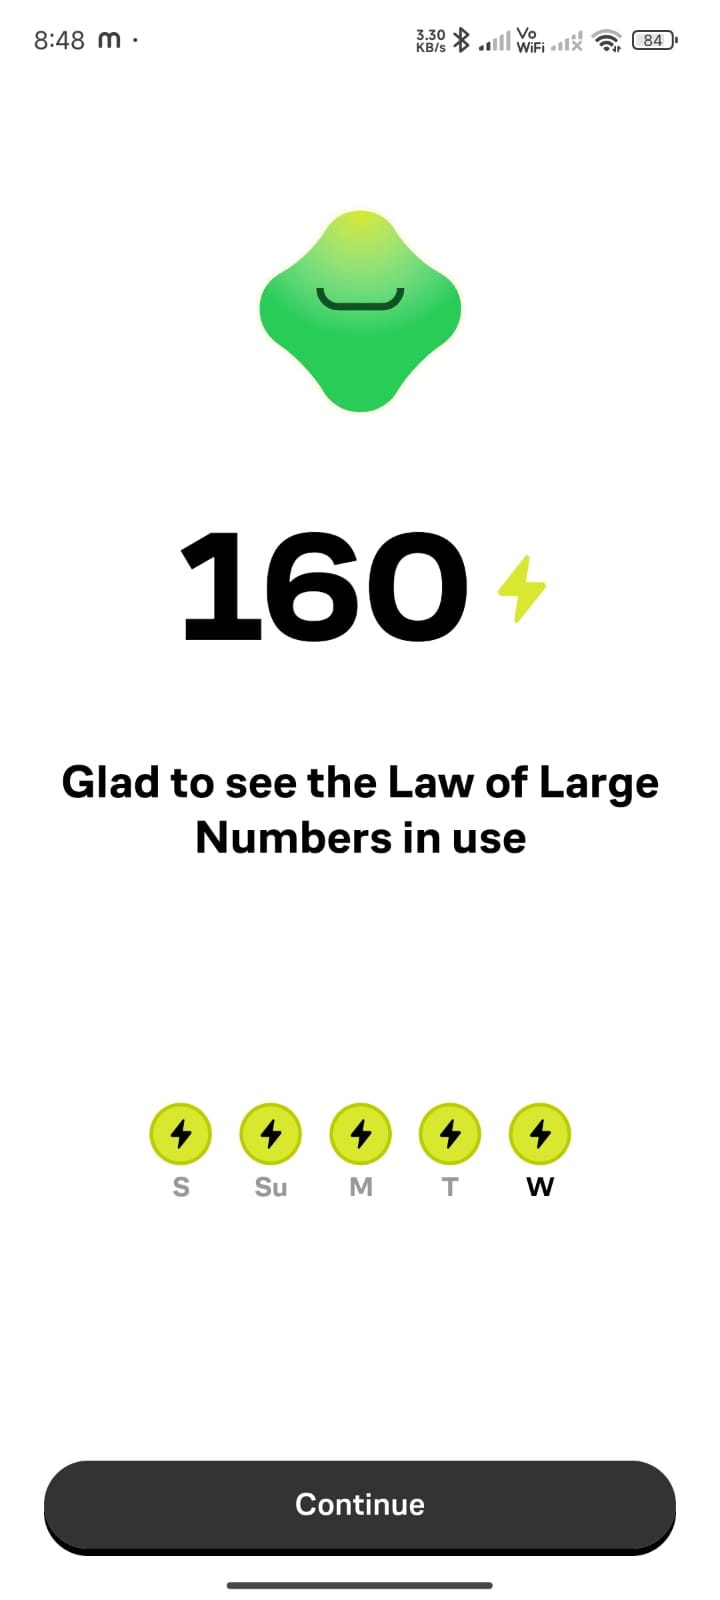 8:48 m ·
3.30
KB/s
Vo
WiFi
84
160
Glad to see the Law of Large
Numbers in use
S Su M T W
Continue